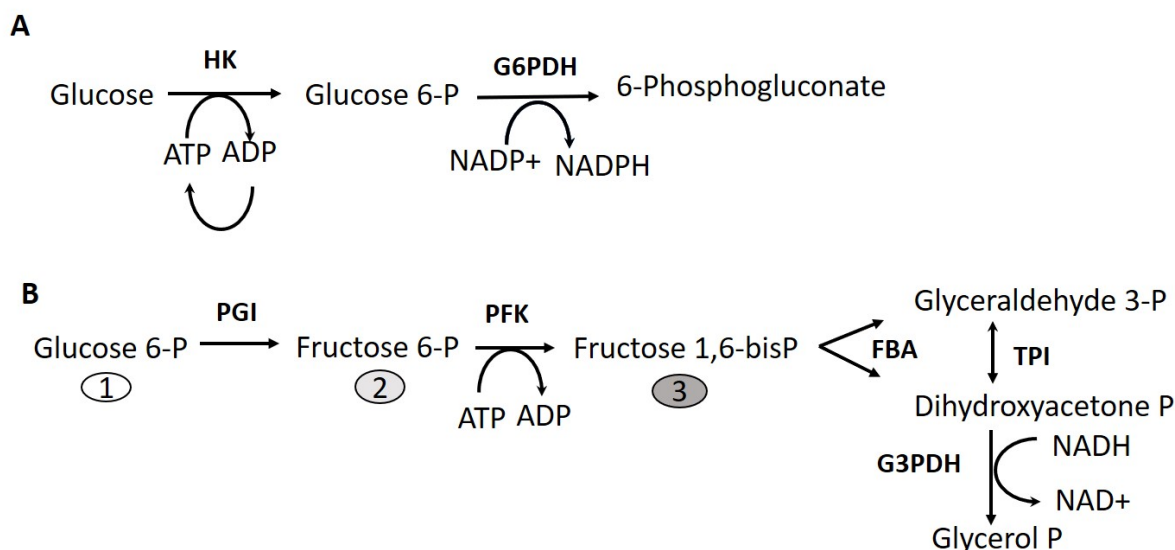 A
HK
G6PDH
Glucose
Glucose 6-P
6-Phosphogluconate
ATP ADP
NADP+ NADPH
B
PGI
PFK
Glyceraldehyde 3-P
Glucose 6-P
Fructose 6-P
Fructose 1,6-bisP
FBA
TPI
1
2
3
ATP ADP
Dihydroxyacetone P
G3PDH
NADH
NAD+
Glycerol P